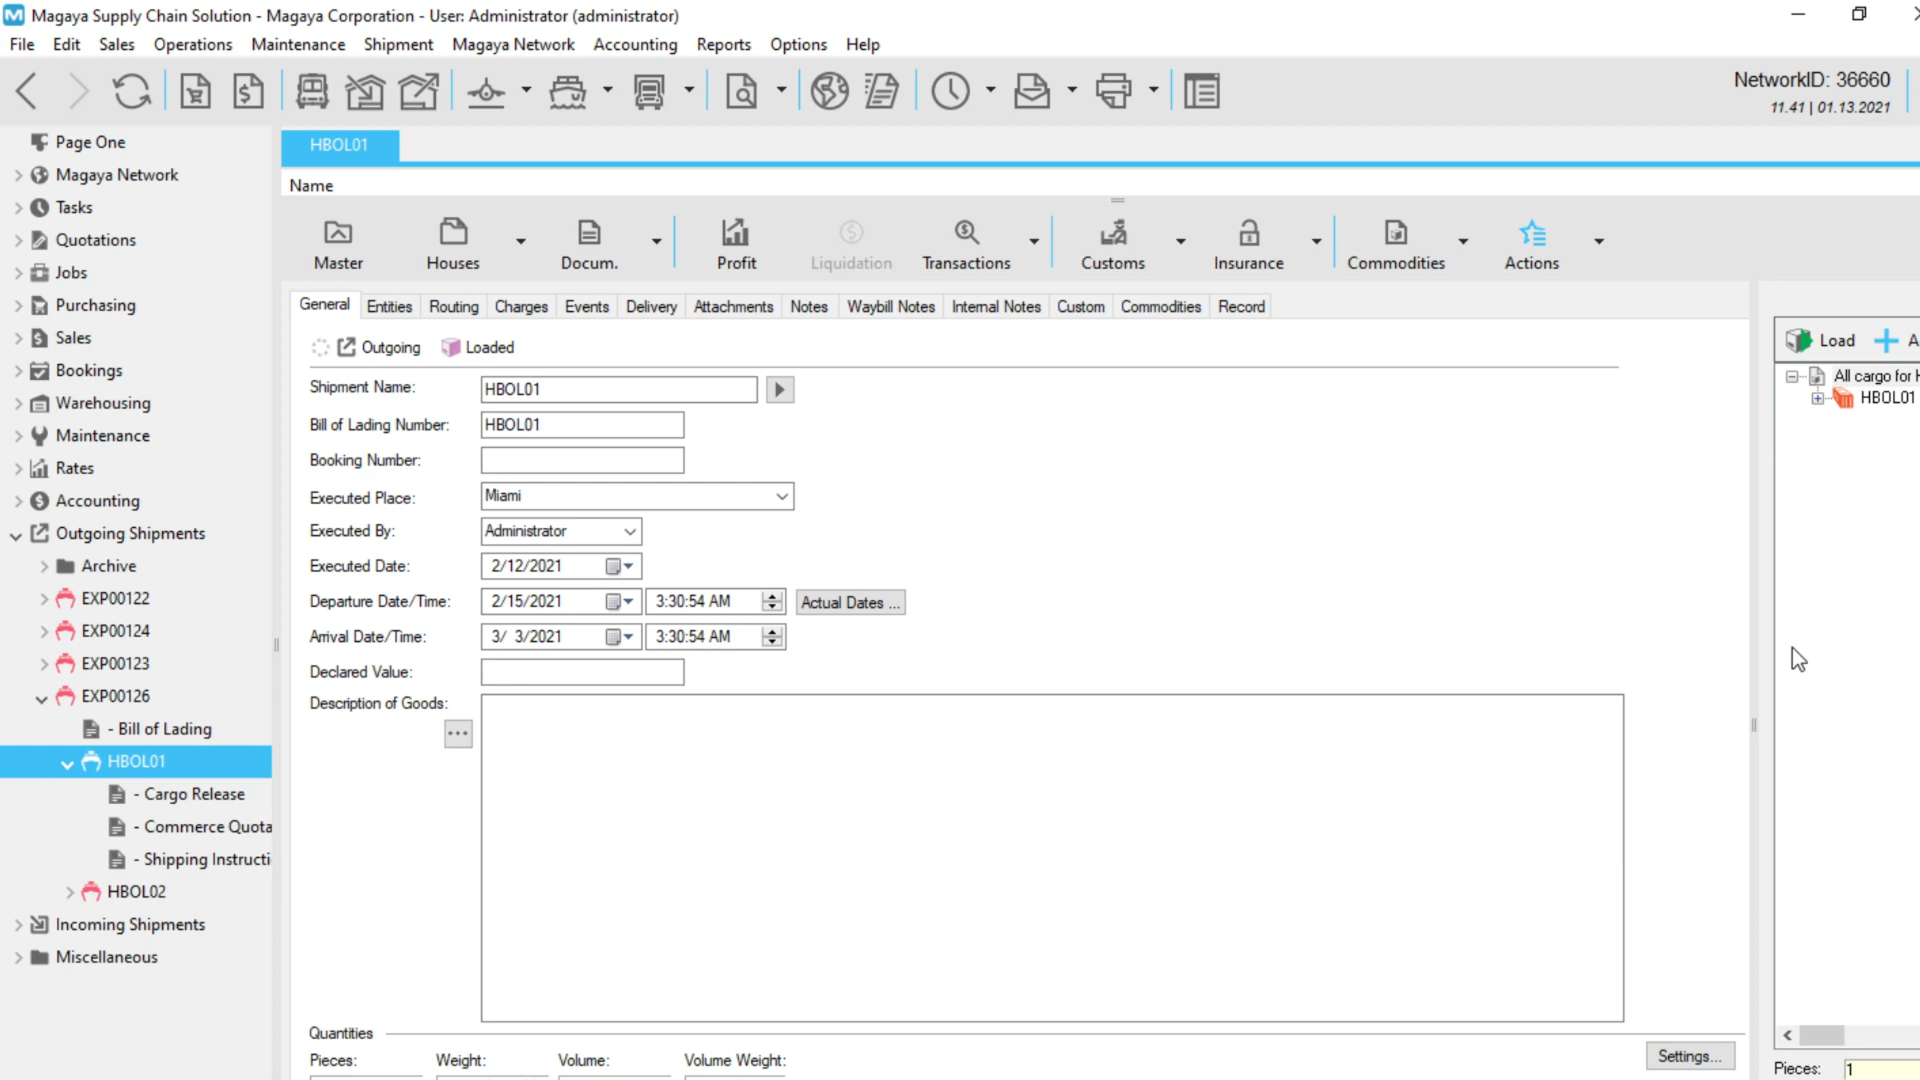 Magaya Supply Chain Solution - Magaya Corporation - User: Administrator (administrator)
File Edit Sales Operations Maintenance Shipment Magaya Network Accounting Reports Options Help
NetworkID: 36660
11.41 | 01.13.2021
Page One
Magaya Network
Tasks
Quotations
Jobs
Purchasing
Sales
Bookings
Warehousing
Maintenance
Rates
Accounting
Outgoing Shipments
Archive
EXP00122
EXP00124
EXP00123
EXP00126
- Bill of Lading
HBOL01
- Cargo Release
- Commerce Quota
- Shipping Instructi
HBOL02
Incoming Shipments
Miscellaneous
HBOL01
Name
Master Houses Docum. Profit Liquidation Transactions Customs Insurance Commodities Actions
General Entities Routing Charges Events Delivery Attachments Notes Waybill Notes Internal Notes Custom Commodities Record
Outgoing Loaded
Shipment Name: HBOL01
Bill of Lading Number: HBOL01
Booking Number:
Executed Place: Miami
Executed By: Administrator
Executed Date: 2/12/2021
Departure Date/Time: 2/15/2021 3:30:54 AM Actual Dates ...
Arrival Date/Time: 3/ 3/2021 3:30:54 AM
Declared Value:
Description of Goods:
...
Quantities
Pieces: Weight: Volume: Volume Weight:
Settings...
Load
All cargo for
HBOL01
Pieces: 1